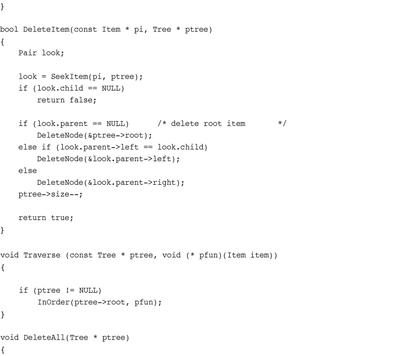 }
bool DeleteItem(const Item * pi, Tree * ptree)
{
    Pair look;
    look = SeekItem(pi, ptree);
    if (look.child == NULL)
        return false;
    if (look.parent == NULL)      /* delete root item       */
        DeleteNode(&ptree->root);
    else if (look.parent->left == look.child)
        DeleteNode(&look.parent->left);
    else
        DeleteNode(&look.parent->right);
    ptree->size--;
    return true;
}
void Traverse (const Tree * ptree, void (* pfun)(Item item))
{
    if (ptree != NULL)
        InOrder(ptree->root, pfun);
}
void DeleteAll(Tree * ptree)
{